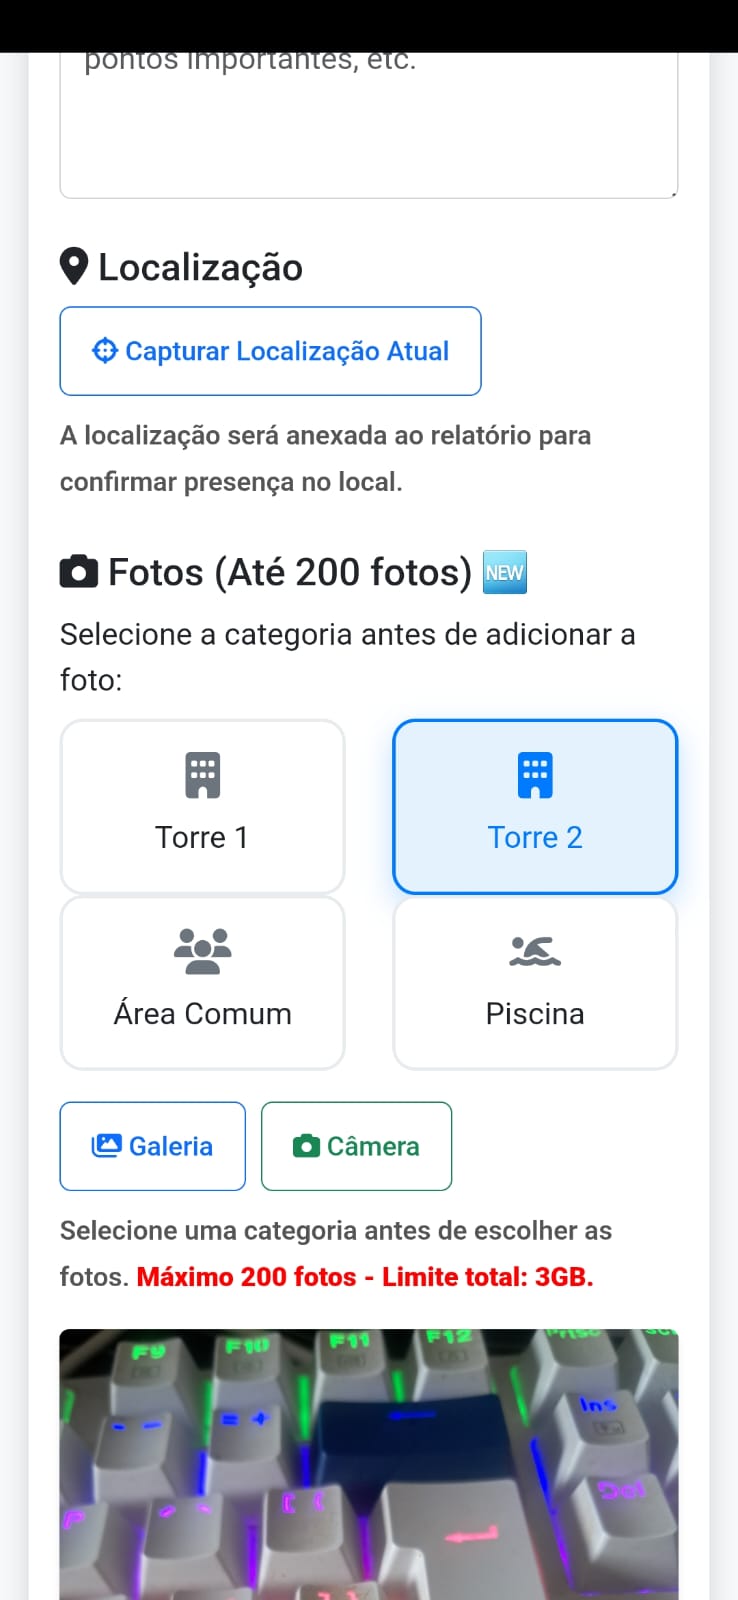 pontos importantes, etc.
Localização
Capturar Localização Atual
A localização será anexada ao relatório para
confirmar presença no local.
Fotos (Até 200 fotos) NEW
Selecione a categoria antes de adicionar a
foto:
Torre 1
Torre 2
Área Comum
Piscina
Galeria
Câmera
Selecione uma categoria antes de escolher as
fotos. Máximo 200 fotos - Limite total: 3GB.
F9 F10 F11 F12
- = + Ins
P [ { Del